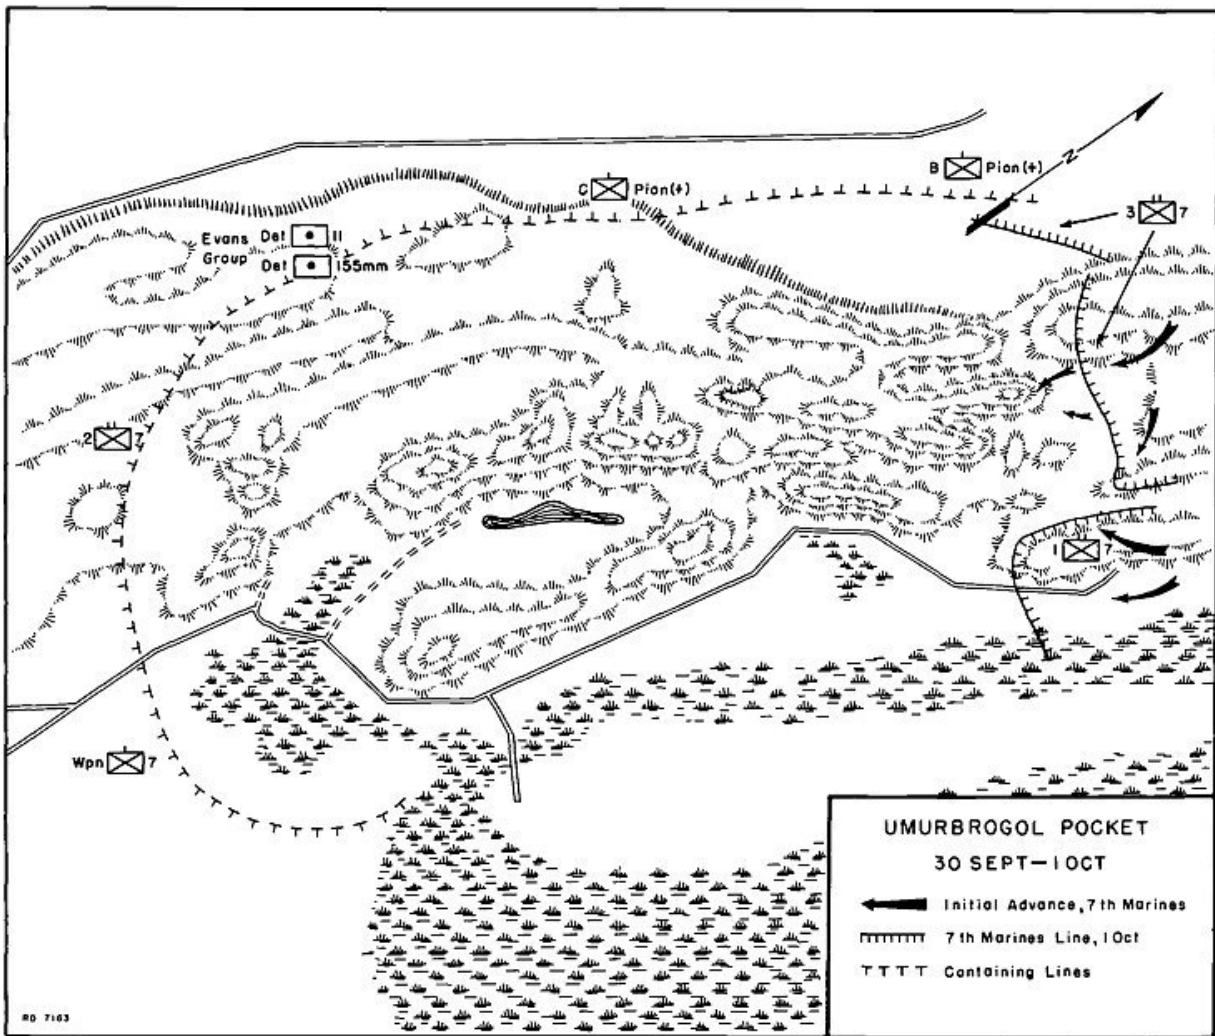 B Pion(+)
C Pion(+)
N
3 7
Evans Group
Det 11
Det 155mm
2 7
1 7
Wpn 7
UMURBROGOL POCKET
30 SEPT—1 OCT
Initial Advance, 7th Marines
7th Marines Line, 1 Oct
Containing Lines
RD 7163